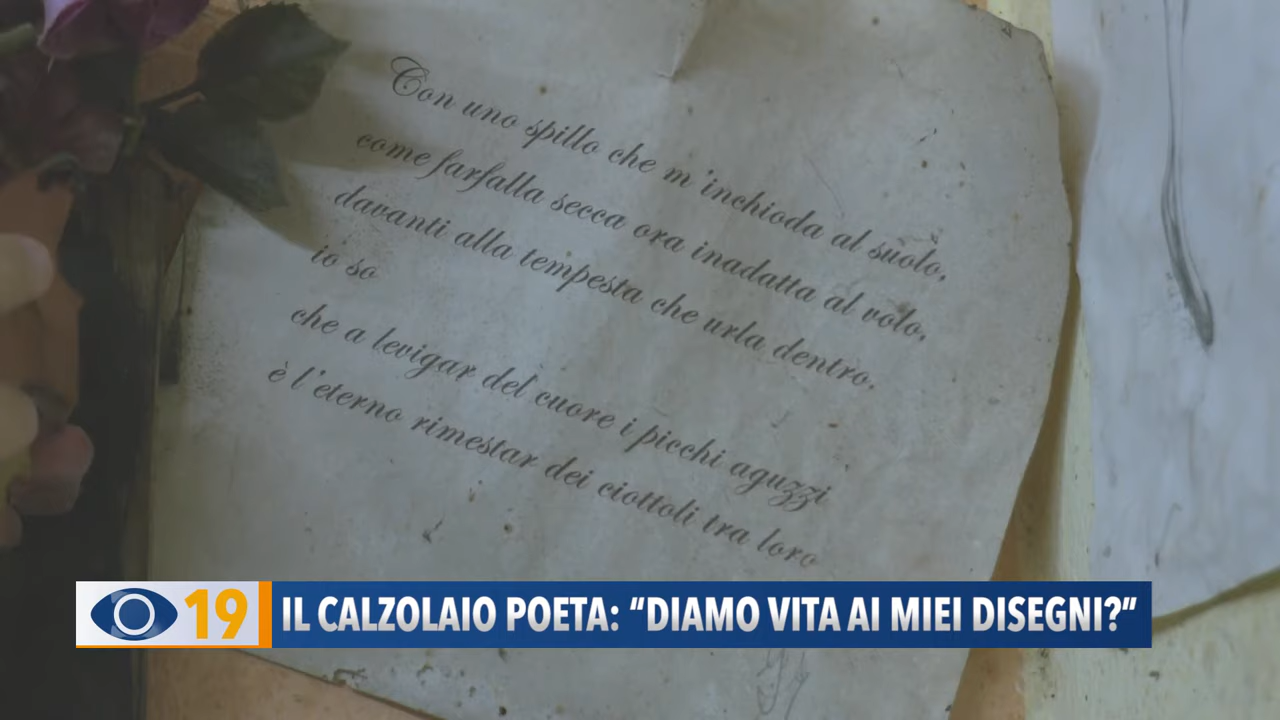 Con uno spillo che m'inchioda al suolo,
come farfalla secca ora inadatta al volo,
davanti alla tempesta che urla dentro.
io so
che a levigar del cuore i picchi aguzzi
è l'eterno rimestar dei ciottoli tra loro
19 IL CALZOLAIO POETA: “DIAMO VITA AI MIEI DISEGNI?”